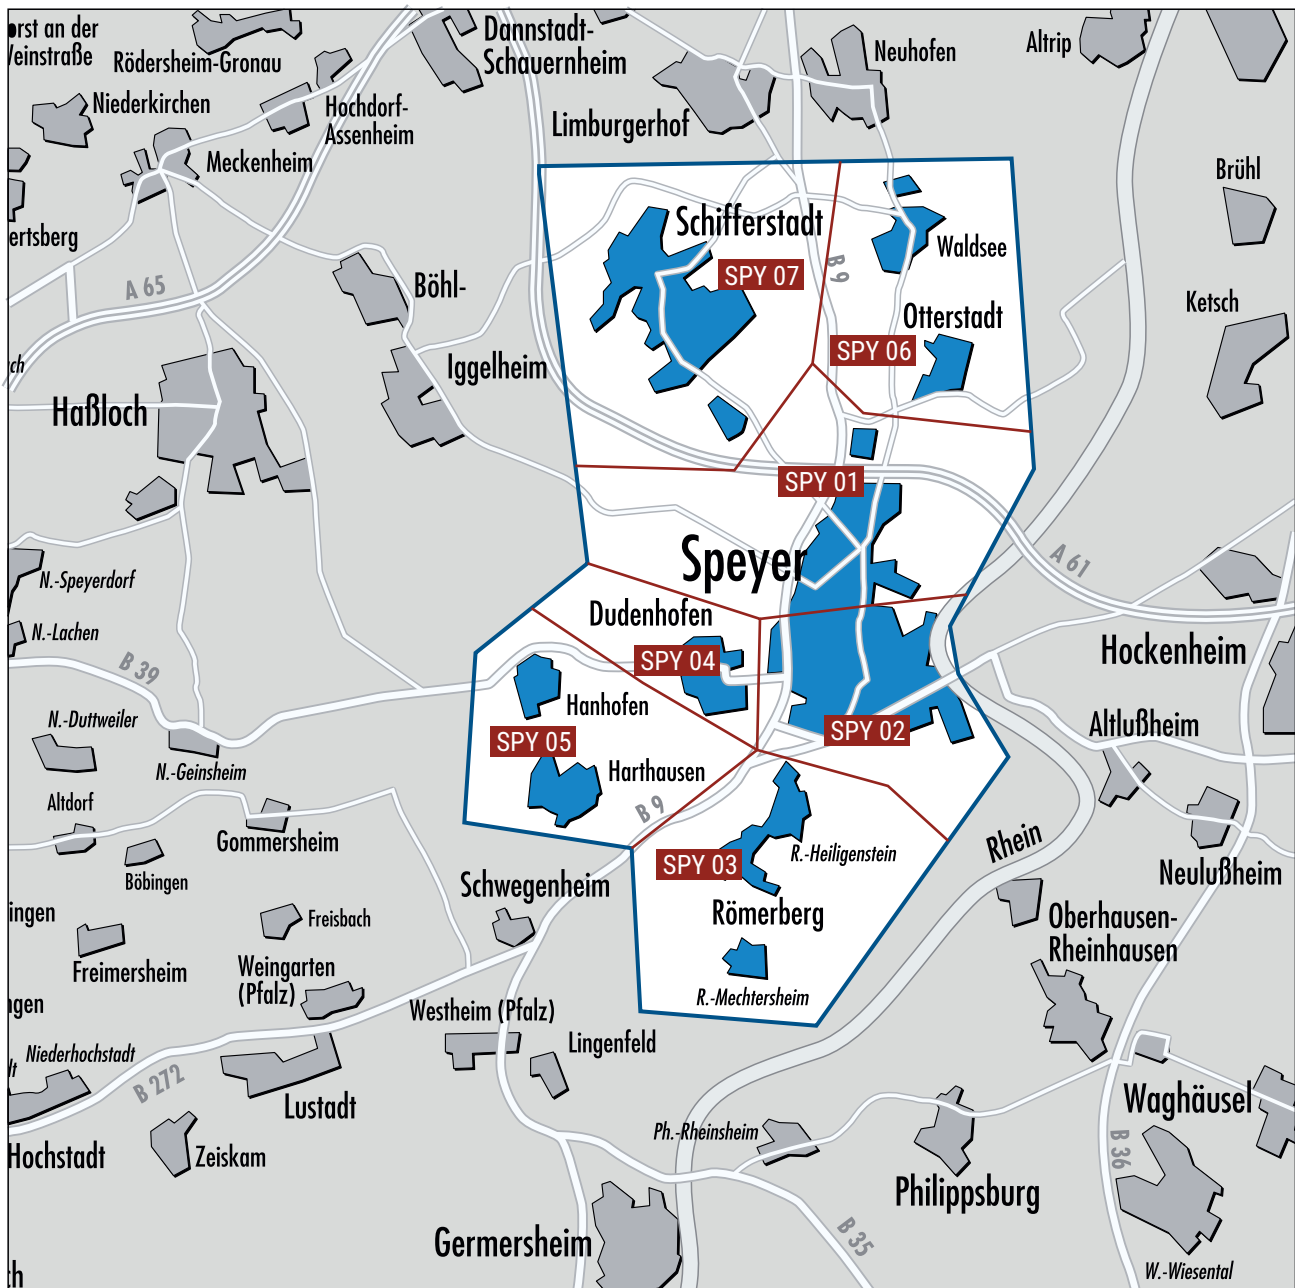 orst an der
Weinstraße
Rödersheim-Gronau
Dannstadt-
Schauernheim
Neuhofen
Altrip
Niederkirchen
Hochdorf-
Assenheim
Limburgerhof
Meckenheim
Brühl
ertsberg
Schifferstadt
Waldsee
B 9
SPY 07
A 65
Böhl-
Iggelheim
Otterstadt
Ketsch
SPY 06
ch
Haßloch
SPY 01
Speyer
A 61
N.-Speyerdorf
Dudenhofen
N.-Lachen
Hockenheim
SPY 04
B 39
Hanhofen
N.-Duttweiler
Altlußheim
SPY 02
SPY 05
N.-Geinsheim
Harthausen
Altdorf
B 9
Gommersheim
Rhein
R.-Heiligenstein
SPY 03
Böbingen
Schwegenheim
Neulußheim
ingen
Freisbach
Römerberg
Oberhausen-
Rheinhausen
Freimersheim
Weingarten
(Pfalz)
R.-Mechtersheim
ngen
Westheim (Pfalz)
Lingenfeld
Niederhochstadt
dt
B 272
Lustadt
Waghäusel
Ph.-Rheinsheim
Hochstadt
Zeiskam
B 36
Philippsburg
Germersheim
B 35
W.-Wiesental
ch